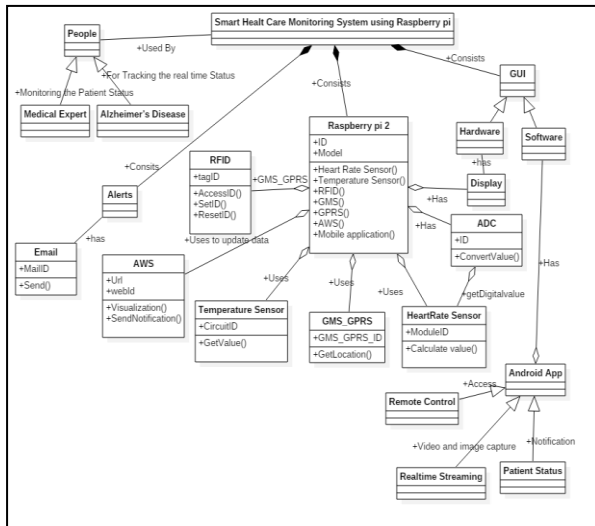 Smart Healt Care Monitoring System using Raspberry pi
People
+Used By
+For Tracking the real time Status
+Monitoring the Patient Status
Medical Expert
Alzheimer's Disease
+Consists
+Consists
GUI
Hardware
Software
+has
Display
Raspberry pi 2
+ID
+Model
+Heart Rate Sensor()
+Temperature Sensor()
+RFID()
+GMS()
+GPRS()
+AWS()
+Mobile application()
RFID
+tagID
+AccessID()
+SetID()
+ResetID()
+GMS_GPRS
+Consits
Alerts
+has
Email
+MailID
+Send()
+Has
+Has
ADC
+ID
+ConvertValue()
+Uses to update data
AWS
+Url
+webId
+Visualization()
+SendNotification()
+Uses
Temperature Sensor
+CircuitID
+GetValue()
+Uses
GMS_GPRS
+GMS_GPRS_ID
+GetLocation()
+Uses
+getDigitalvalue
HeartRate Sensor
+ModuleID
+Calculate value()
+Has
Android App
+Access
Remote Control
+Video and image capture
+Notification
Realtime Streaming
Patient Status